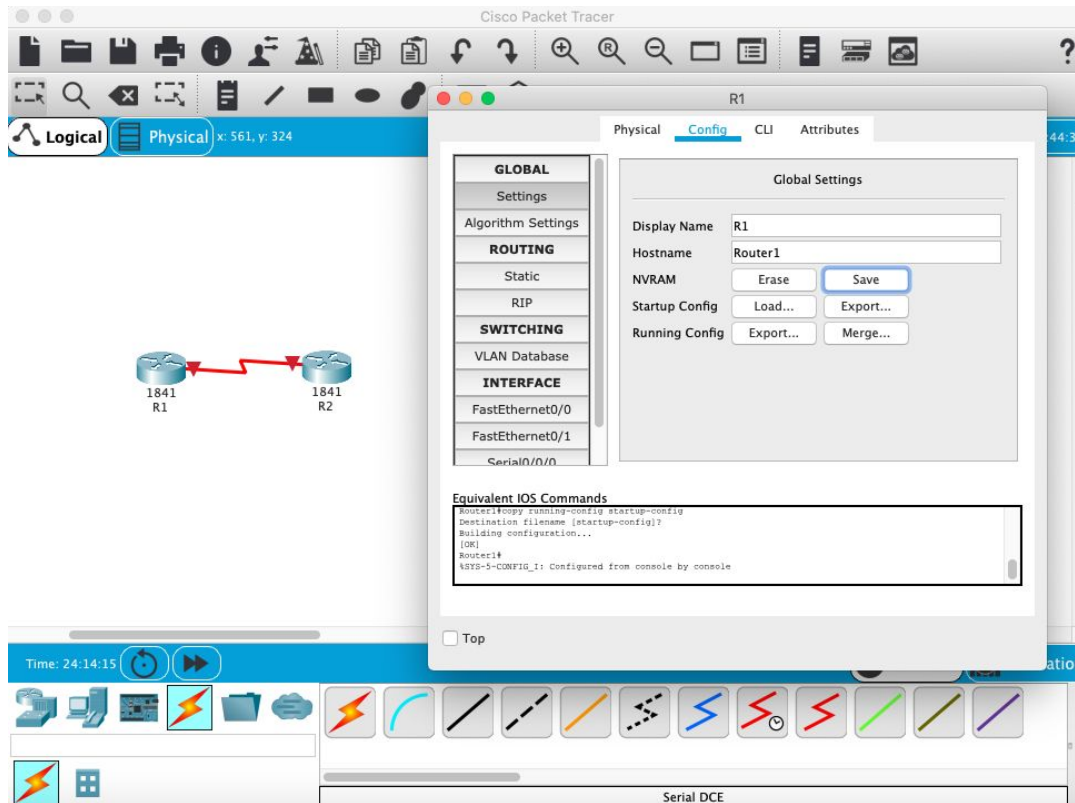 Cisco Packet Tracer
R1
Logical
Physical
x: 561, y: 324
:44:3
Physical
Config
CLI
Attributes
GLOBAL
Settings
Algorithm Settings
ROUTING
Static
RIP
SWITCHING
VLAN Database
INTERFACE
FastEthernet0/0
FastEthernet0/1
Serial0/0/0
Global Settings
Display Name R1
Hostname Router1
NVRAM Erase Save
Startup Config Load... Export...
Running Config Export... Merge...
1841
R1
1841
R2
Equivalent IOS Commands
Router1#copy running-config startup-config
Destination filename [startup-config]?
Building configuration...
[OK]
Router1#
%SYS-5-CONFIG_I: Configured from console by console
Top
Time: 24:14:15
Serial DCE